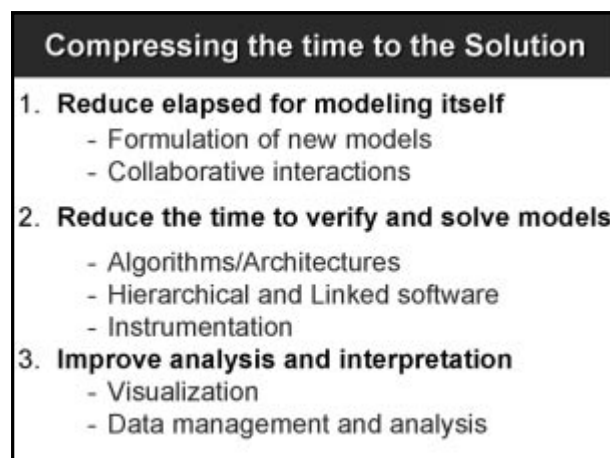 Compressing the time to the Solution
1. Reduce elapsed for modeling itself
- Formulation of new models
- Collaborative interactions
2. Reduce the time to verify and solve models
- Algorithms/Architectures
- Hierarchical and Linked software
- Instrumentation
3. Improve analysis and interpretation
- Visualization
- Data management and analysis